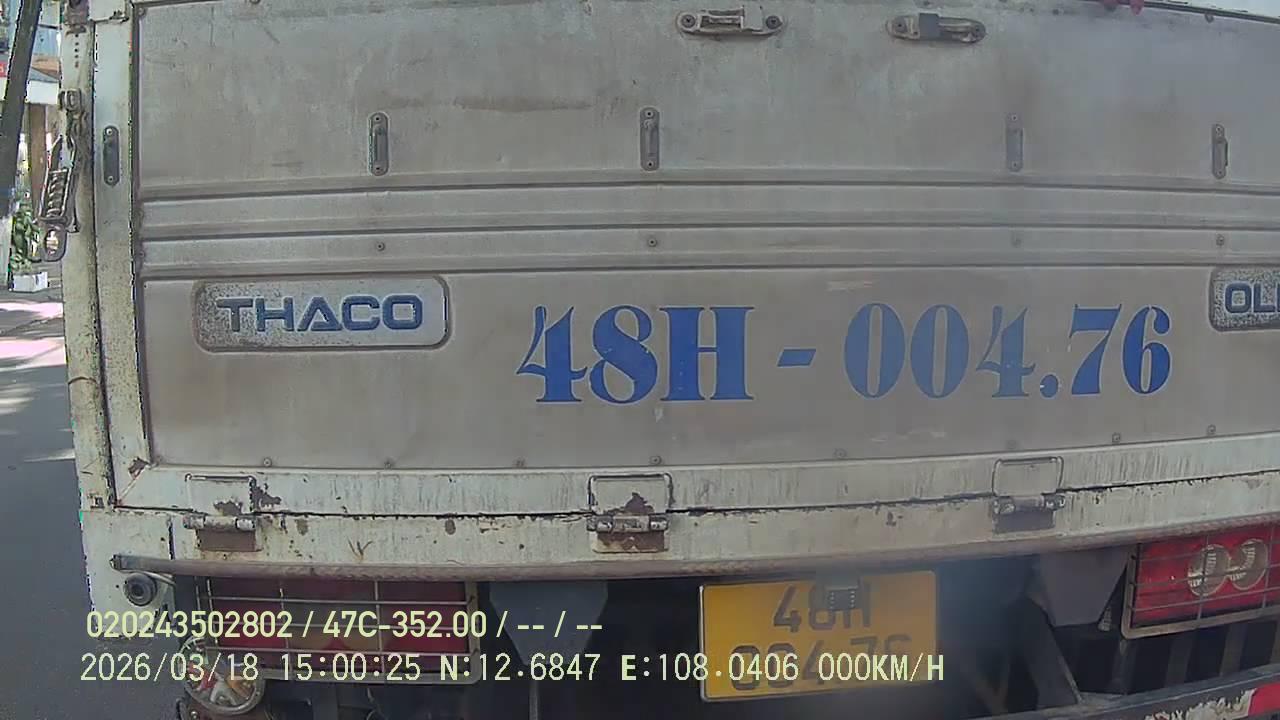 THACO
OLL
48H - 004.76
48H
004.76
020243502802 / 47C-352.00 / -- / --
2026/03/18 15:00:25 N:12.6847 E:108.0406 000KM/H